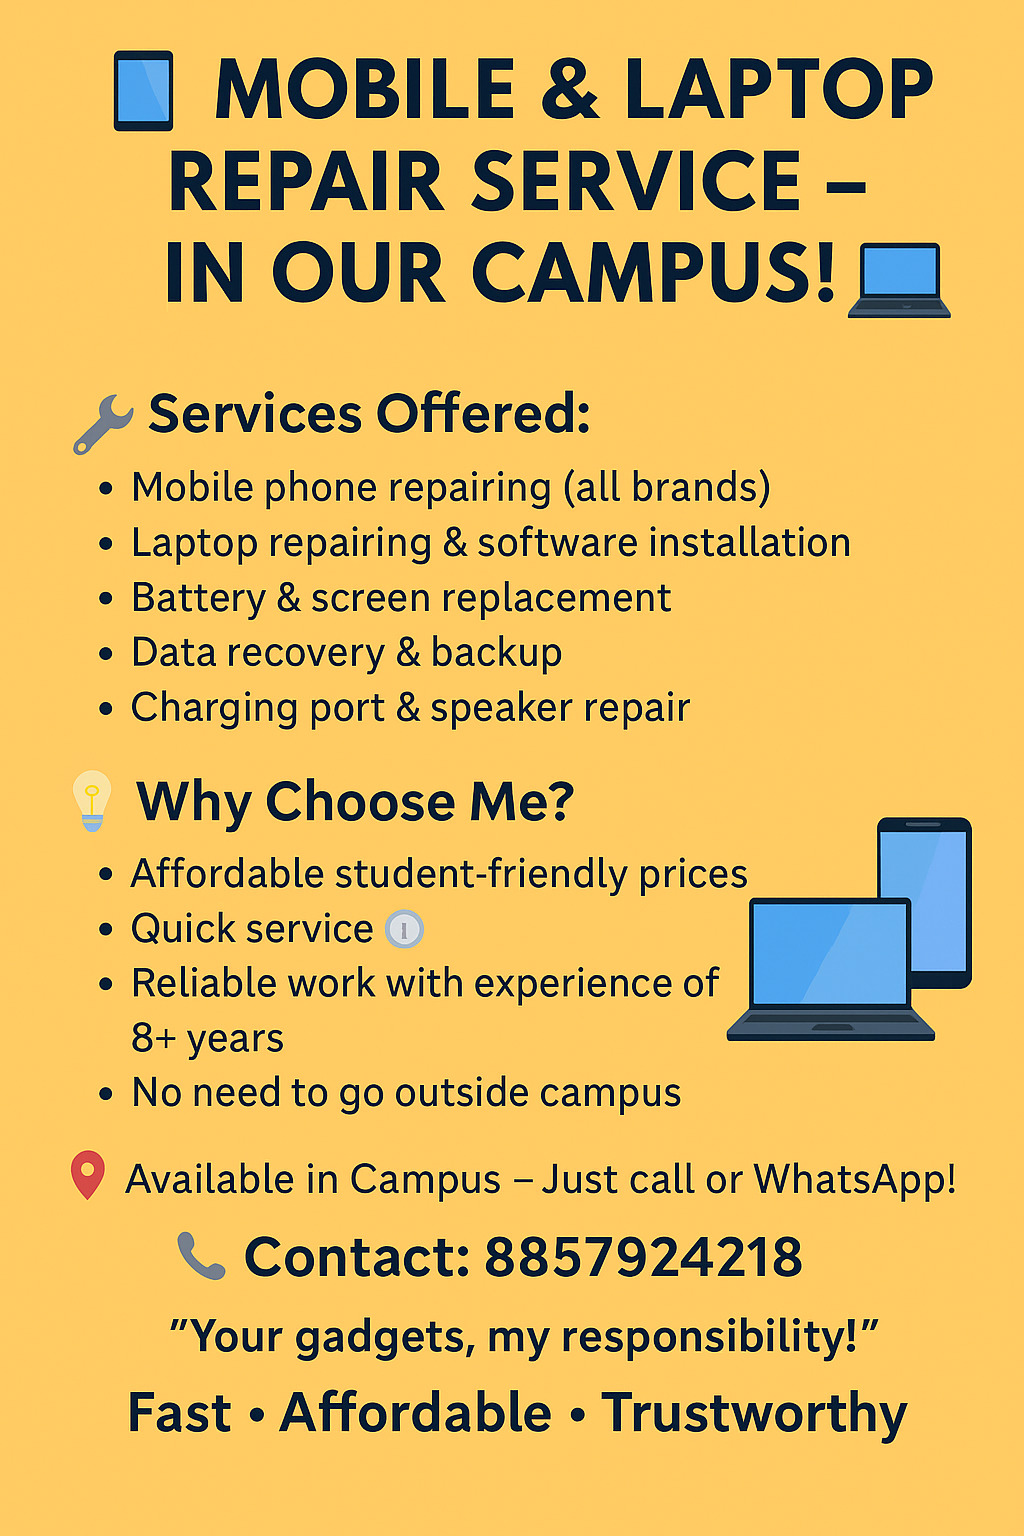 MOBILE & LAPTOP
REPAIR SERVICE –
IN OUR CAMPUS!
Services Offered:
• Mobile phone repairing (all brands)
• Laptop repairing & software installation
• Battery & screen replacement
• Data recovery & backup
• Charging port & speaker repair
Why Choose Me?
• Affordable student-friendly prices
• Quick service
• Reliable work with experience of
8+ years
• No need to go outside campus
Available in Campus – Just call or WhatsApp!
Contact: 8857924218
"Your gadgets, my responsibility!"
Fast • Affordable • Trustworthy